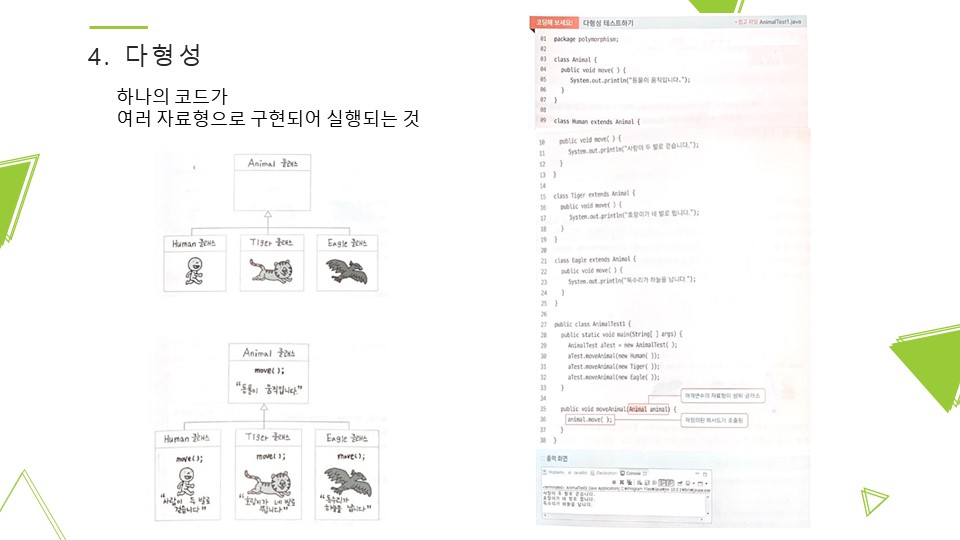 4. 다형성
하나의 코드가
여러 자료형으로 구현되어 실행되는 것
Animal 클래스
Human 클래스
Tiger 클래스
Eagle 클래스
Animal 클래스
move();
"동물이 움직입니다."
Human 클래스
move();
"사람이 두 발로
걷습니다"
Tiger 클래스
move();
"호랑이가 네 발로
뜁니다"
Eagle 클래스
move();
"독수리가
하늘을 납니다"
코딩해 보세요!
다형성 테스트하기
AnimalTest1.java
01 package polymorphism;
02
03 class Animal {
04 public void move( ) {
05 System.out.println("동물이 움직입니다.");
06 }
07 }
08
09 class Human extends Animal {
10 public void move( ) {
11 System.out.println("사람이 두 발로 걷습니다.");
12 }
13 }
14
15 class Tiger extends Animal {
16 public void move( ) {
17 System.out.println("호랑이가 네 발로 뜁니다.");
18 }
19 }
20
21 class Eagle extends Animal {
22 public void move( ) {
23 System.out.println("독수리가 하늘을 납니다");
24 }
25 }
26
27 public class AnimalTest1 {
28 public static void main(String[ ] args) {
29 AnimalTest aTest = new AnimalTest( );
30 aTest.moveAnimal(new Human( ));
31 aTest.moveAnimal(new Tiger( ));
32 aTest.moveAnimal(new Eagle( ));
33 }
34
매개변수의 자료형이 상위 클래스
35 public void moveAnimal(Animal animal) {
36 animal.move( );
재정의된 메서드가 호출됨
37 }
38 }
출력 화면
Problems Javadoc Declaration Console
사람이 두 발로 걷습니다.
호랑이가 네 발로 뜁니다.
독수리가 하늘을 납니다.